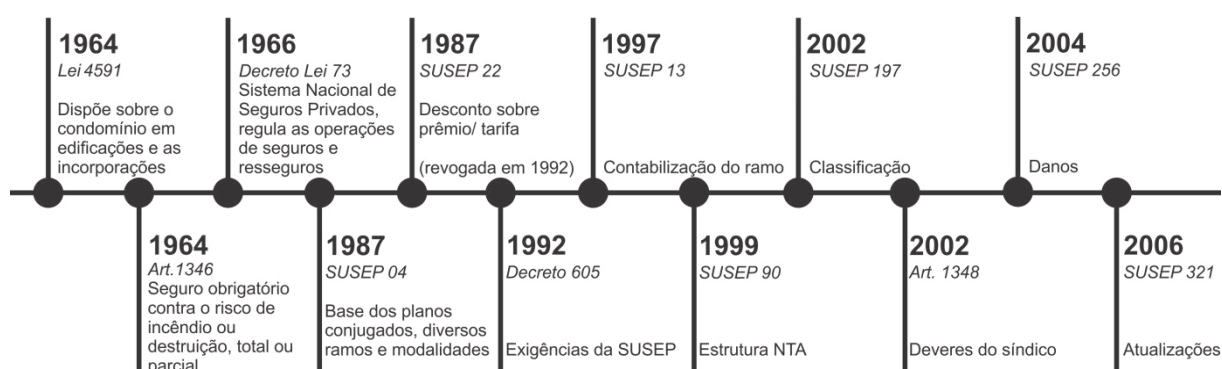 1964
Lei 4591
Dispõe sobre o
condomínio em
edificações e as
incorporações
1964
Art.1346
Seguro obrigatório
contra o risco de
incêndio ou
destruição, total ou
parcial
1966
Decreto Lei 73
Sistema Nacional de
Seguros Privados,
regula as operações
de seguros e
resseguros
1987
SUSEP 04
Base dos planos
conjugados, diversos
ramos e modalidades
1987
SUSEP 22
Desconto sobre
prêmio/ tarifa
(revogada em 1992)
1992
Decreto 605
Exigências da SUSEP
1997
SUSEP 13
Contabilização do ramo
1999
SUSEP 90
Estrutura NTA
2002
SUSEP 197
Classificação
2002
Art. 1348
Deveres do síndico
2004
SUSEP 256
Danos
2006
SUSEP 321
Atualizações